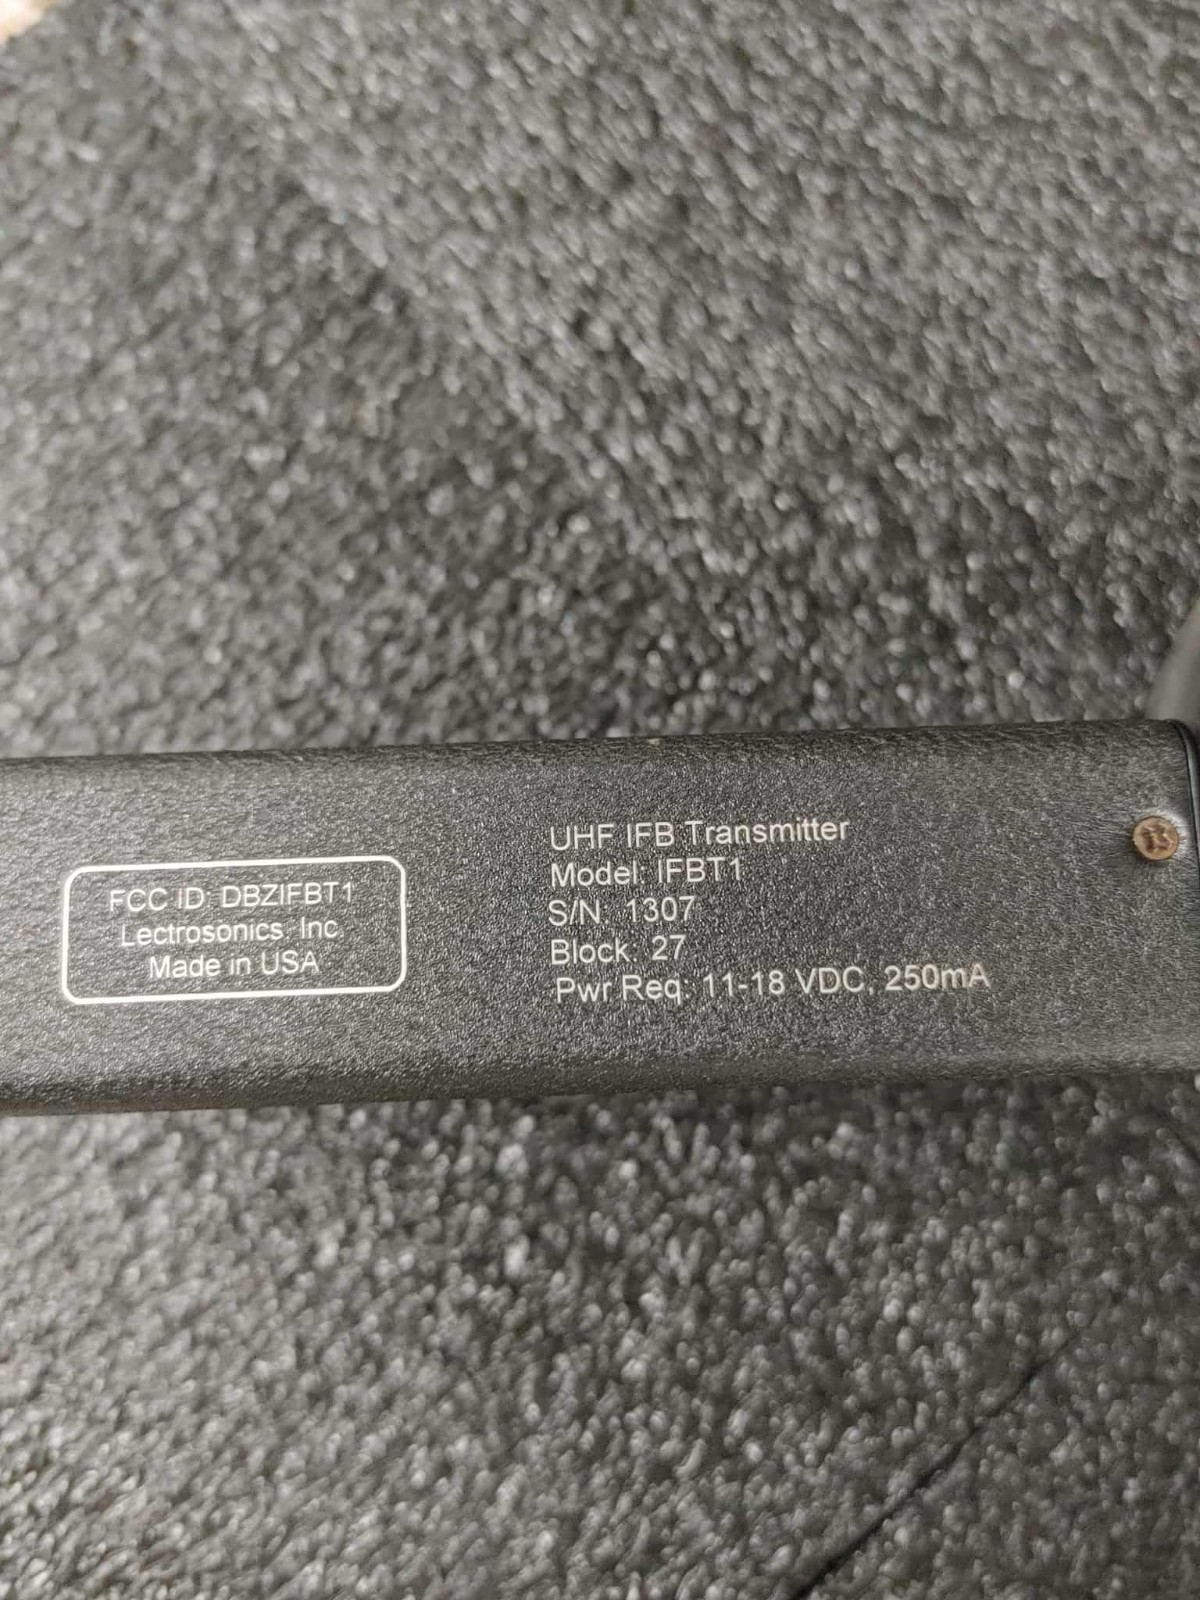 FCC ID: DBZIFBT1
Lectrosonics, Inc.
Made in USA
UHF IFB Transmitter
Model: IFBT1
S/N: 1307
Block: 27
Pwr Req: 11-18 VDC, 250mA